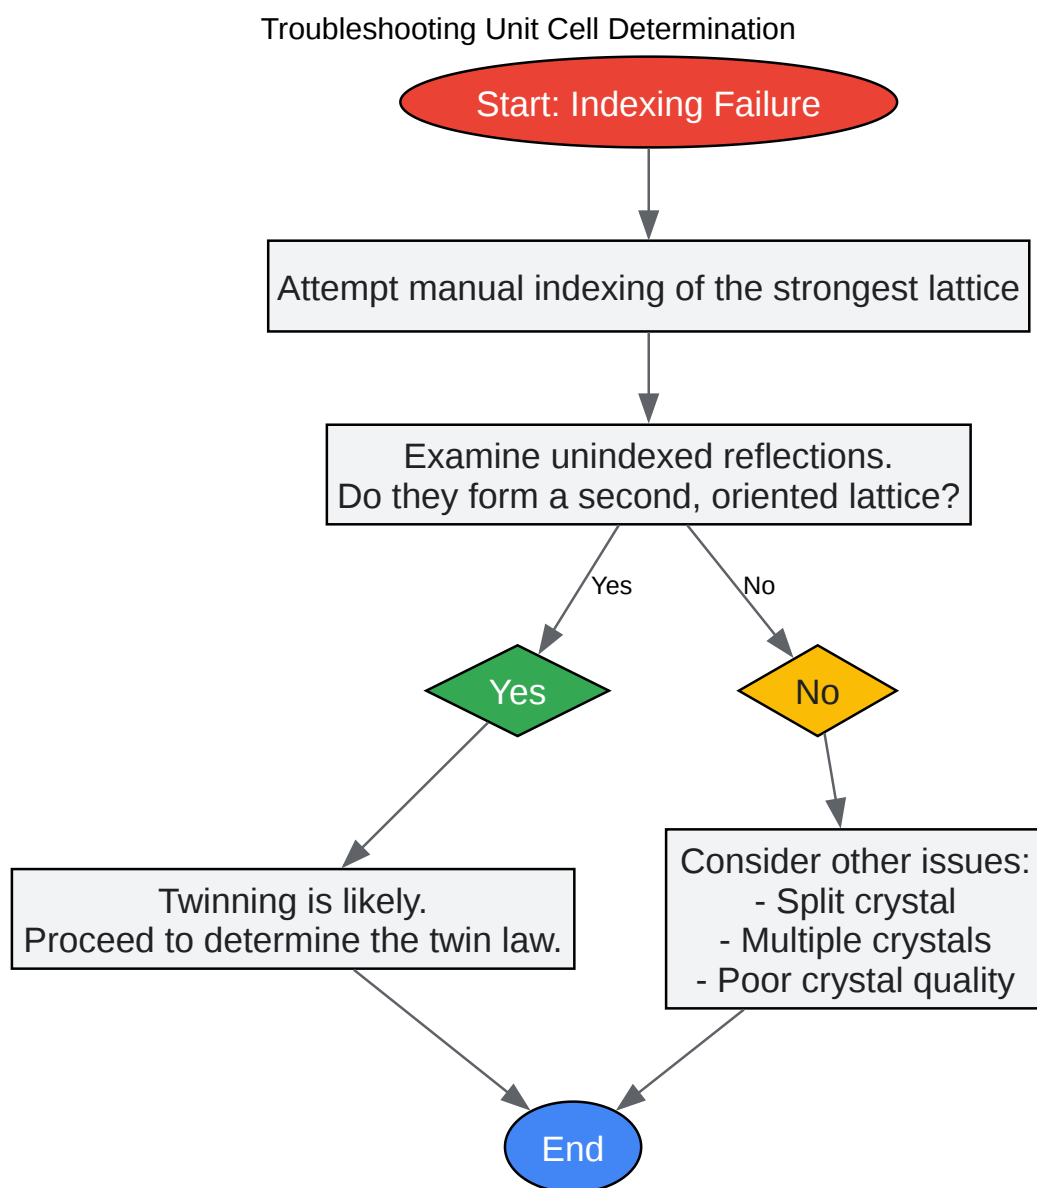 Troubleshooting Unit Cell Determination
Start: Indexing Failure
Attempt manual indexing of the strongest lattice
Examine unindexed reflections.
Do they form a second, oriented lattice?
Yes
No
Yes
No
Twinning is likely.
Proceed to determine the twin law.
Consider other issues:
- Split crystal
- Multiple crystals
- Poor crystal quality
End